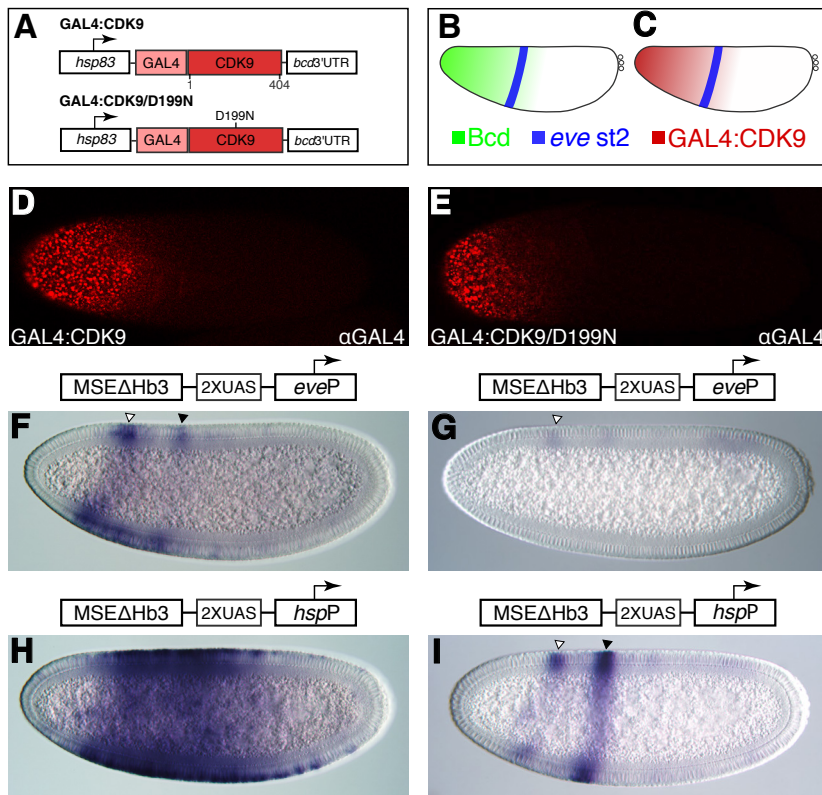 A
GAL4:CDK9
hsp83 GAL4 CDK9 bcd3'UTR
1 404
GAL4:CDK9/D199N
D199N
hsp83 GAL4 CDK9 bcd3'UTR
B
C
Bcd eve st2 GAL4:CDK9
D
GAL4:CDK9 αGAL4
E
GAL4:CDK9/D199N αGAL4
MSEΔHb3 2XUAS eveP
F
MSEΔHb3 2XUAS eveP
G
MSEΔHb3 2XUAS hspP
H
MSEΔHb3 2XUAS hspP
I